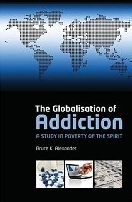 The Globalisation of
Addiction
A STUDY IN POVERTY OF THE SPIRIT
Bruce K. Alexander